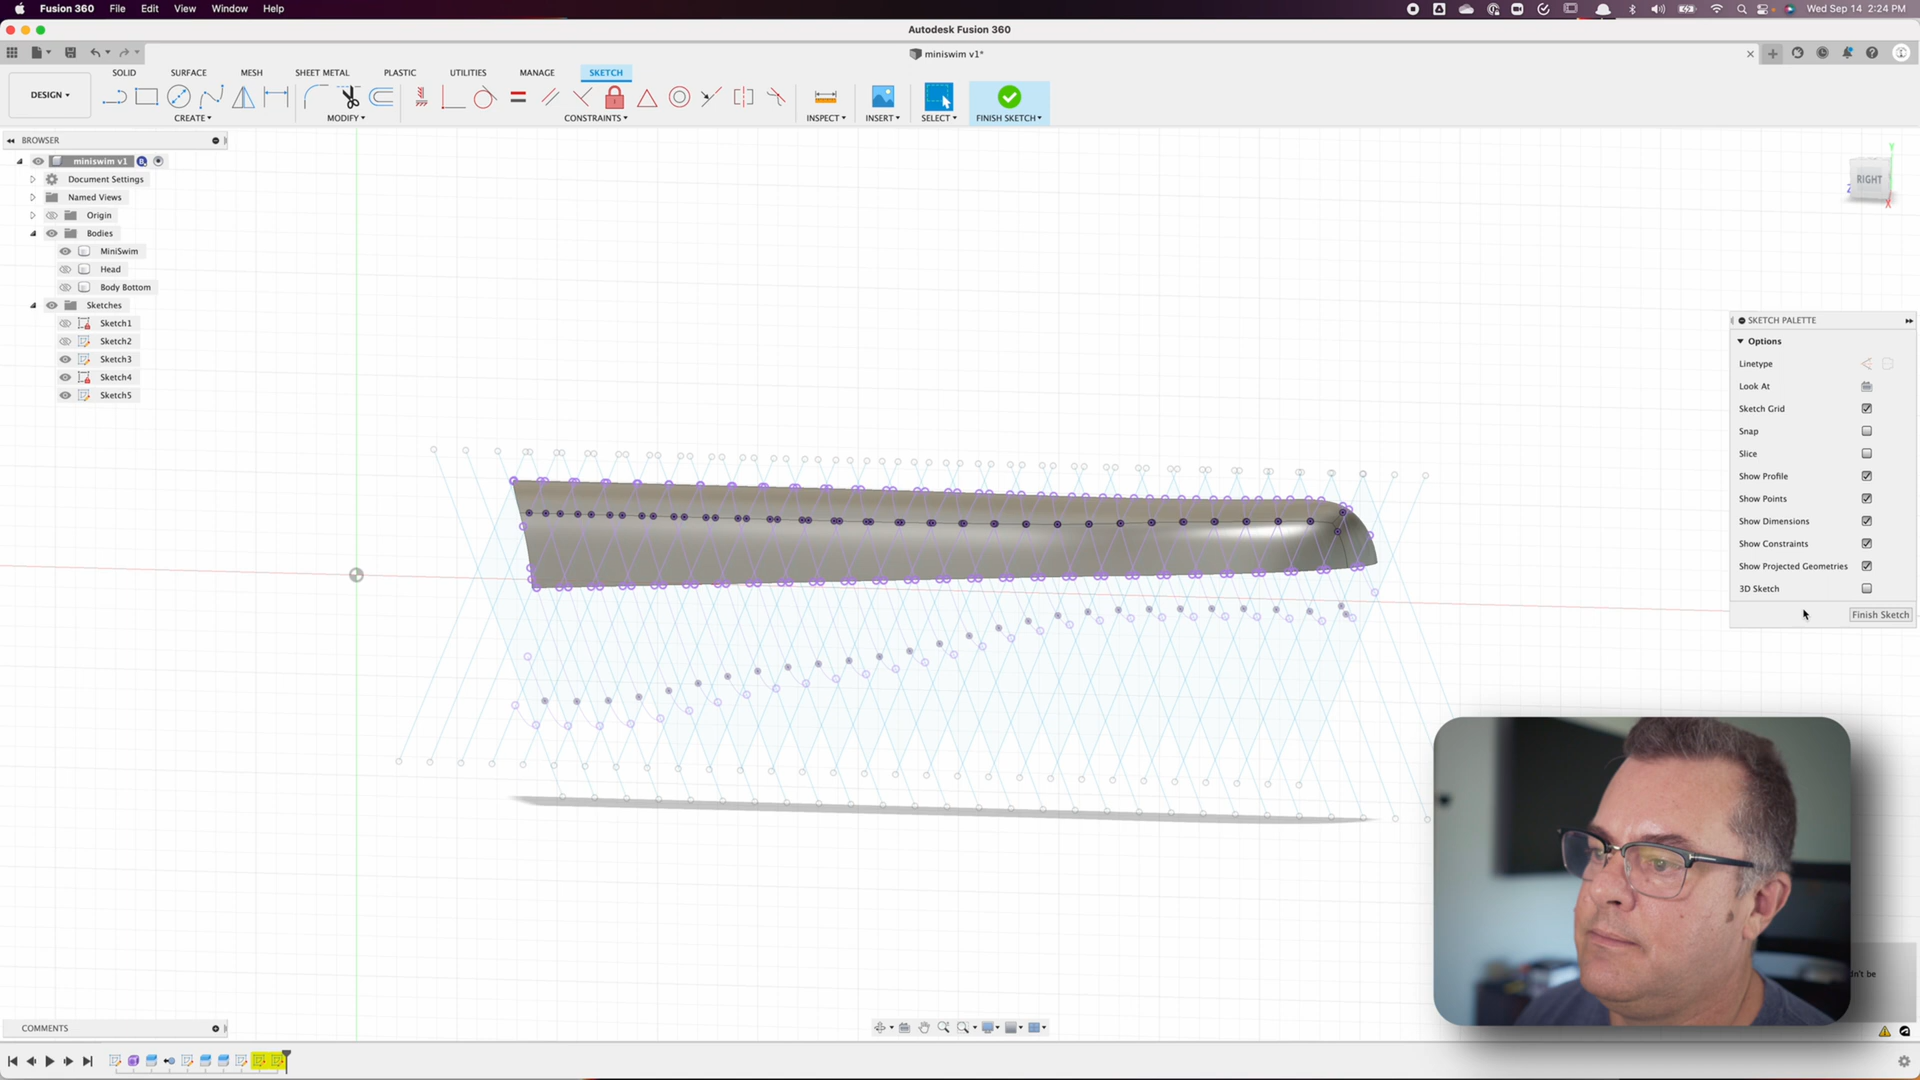 Fusion 360 File Edit View Window Help
Wed Sep 14 2:24 PM
Autodesk Fusion 360
miniswim v1*
SOLID SURFACE MESH SHEET METAL PLASTIC UTILITIES MANAGE SKETCH
DESIGN
CREATE MODIFY CONSTRAINTS INSPECT INSERT SELECT FINISH SKETCH
BROWSER
miniswim v1
Document Settings
Named Views
Origin
Bodies
MiniSwim
Head
Body Bottom
Sketches
Sketch1
Sketch2
Sketch3
Sketch4
Sketch5
Y
RIGHT
Z
X
SKETCH PALETTE
Options
Linetype
Look At
Sketch Grid
Snap
Slice
Show Profile
Show Points
Show Dimensions
Show Constraints
Show Projected Geometries
3D Sketch
Finish Sketch
COMMENTS